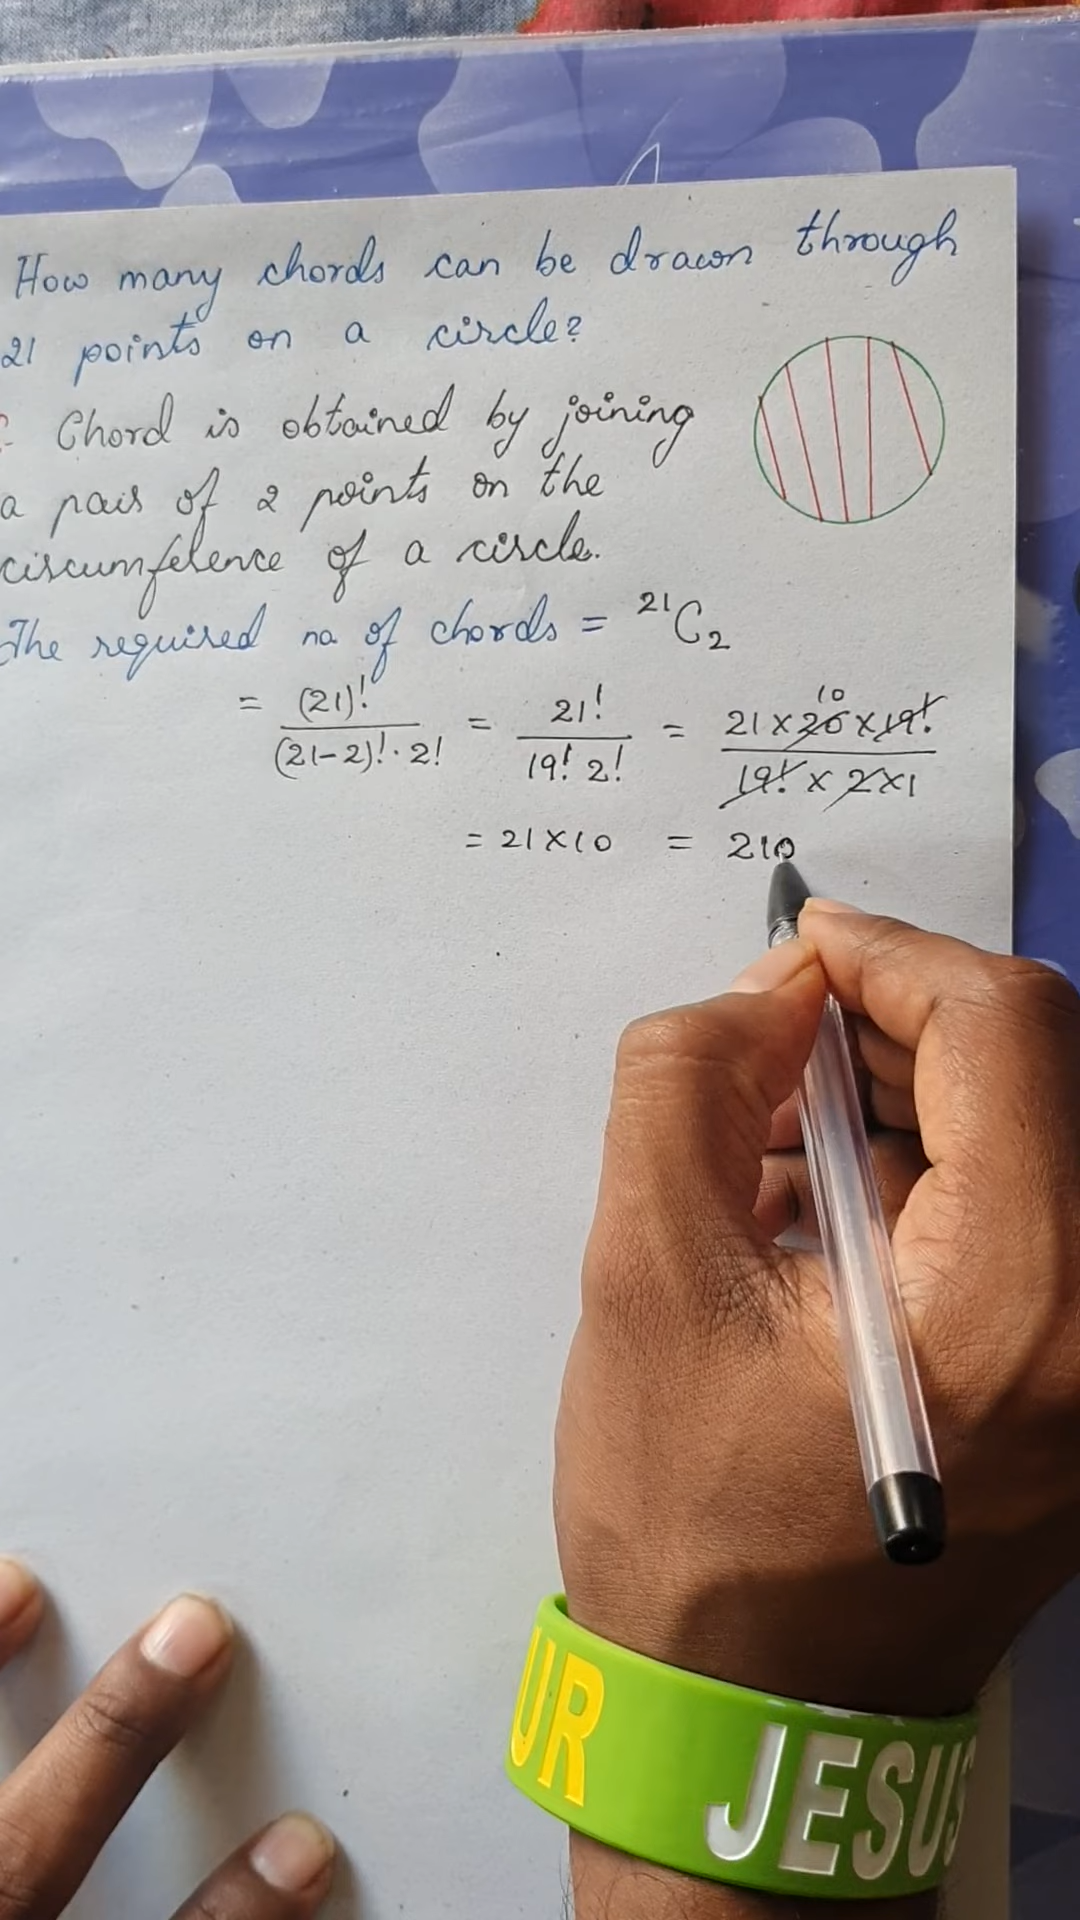 How many chords can be drawn through
21 points on a circle?
Chord is obtained by joining
a pair of 2 points on the
circumference of a circle.
The required no. of chords = ²¹C₂
= (21)! / (21-2)! · 2! = 21! / 19! 2! = 21 × 20 × 19! / 19! × 2 × 1
10
= 21 × 10 = 210
UR JESUS